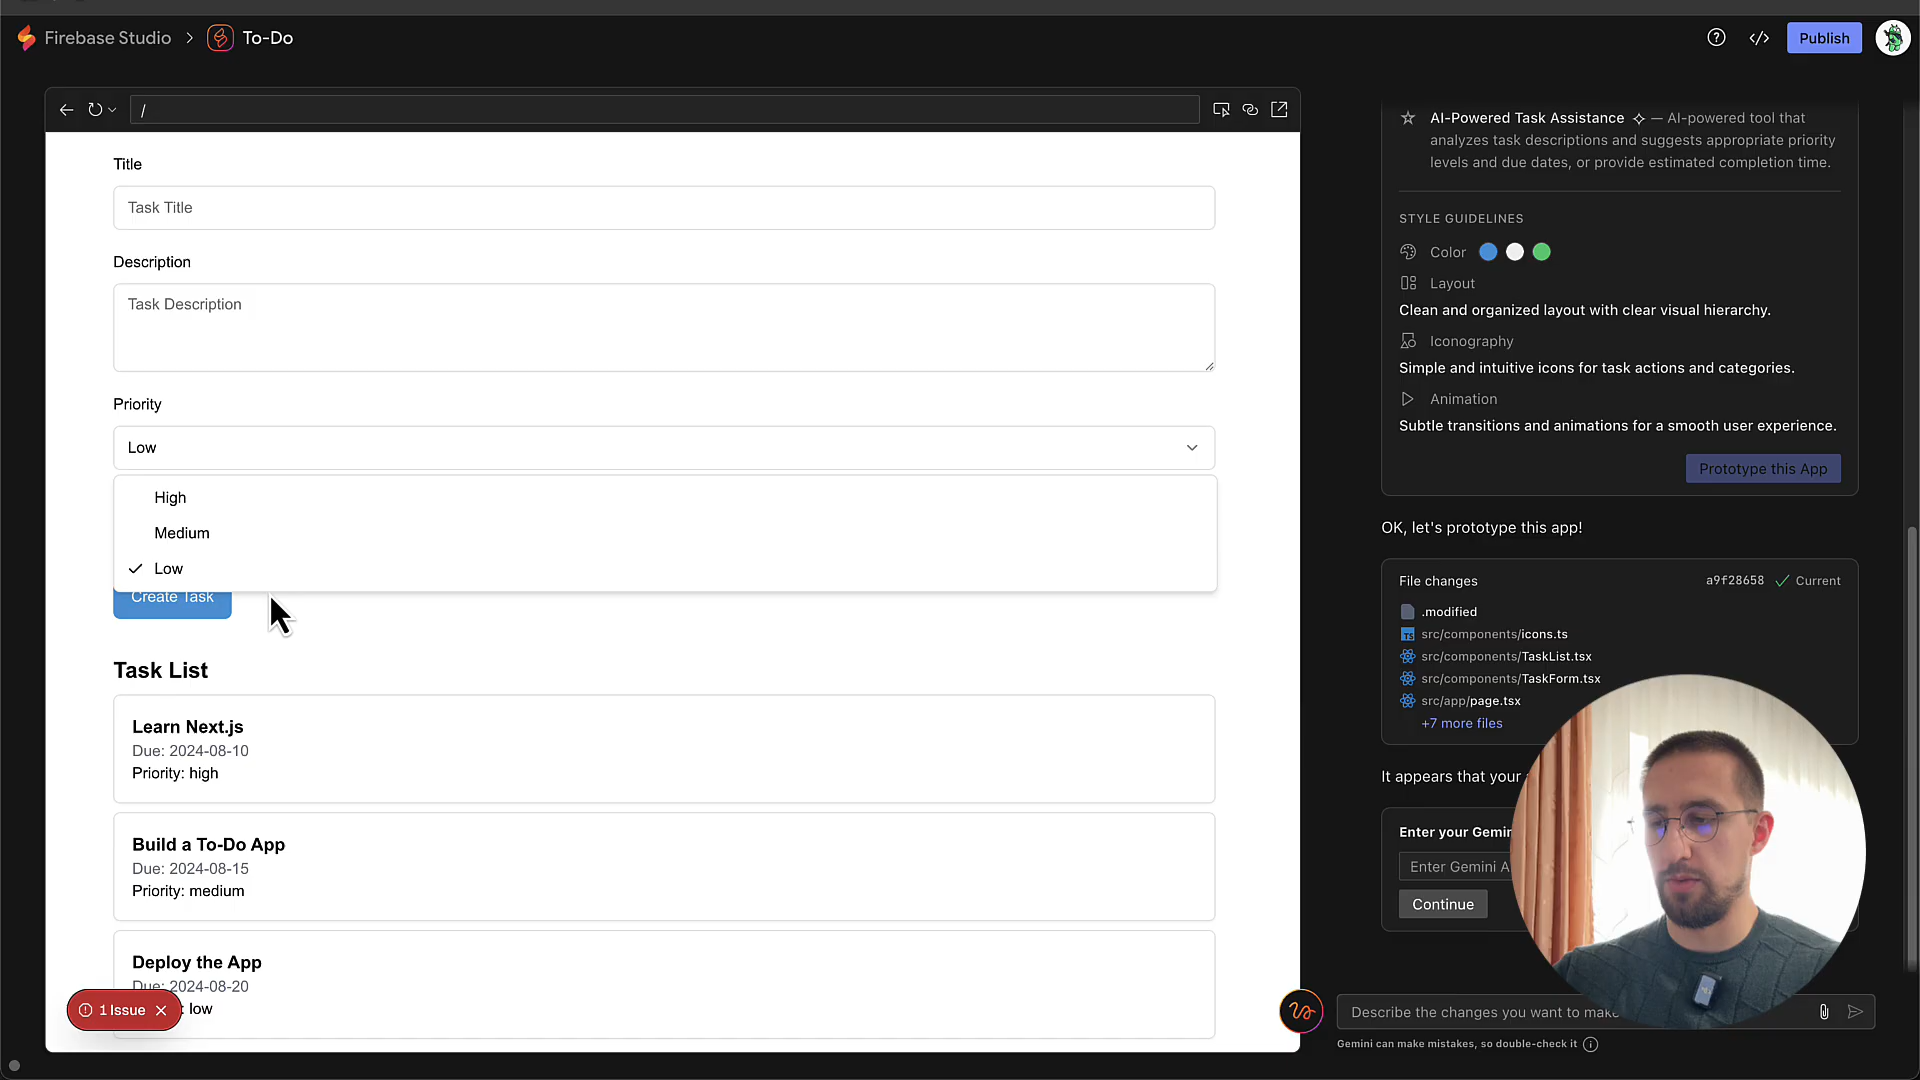 Firebase Studio
To-Do
Publish
/
Title
Task Title
Description
Task Description
Priority
Low
High
Medium
Low
Create Task
Task List
Learn Next.js
Due: 2024-08-10
Priority: high
Build a To-Do App
Due: 2024-08-15
Priority: medium
Deploy the App
Due: 2024-08-20
: low
1 Issue
AI-Powered Task Assistance — AI-powered tool that
analyzes task descriptions and suggests appropriate priority
levels and due dates, or provide estimated completion time.
STYLE GUIDELINES
Color
Layout
Clean and organized layout with clear visual hierarchy.
Iconography
Simple and intuitive icons for task actions and categories.
Animation
Subtle transitions and animations for a smooth user experience.
Prototype this App
OK, let's prototype this app!
File changes a9f28658 Current
.modified
src/components/icons.ts
src/components/TaskList.tsx
src/components/TaskForm.tsx
src/app/page.tsx
+7 more files
It appears that your
Enter your Gemin
Enter Gemini A
Continue
Describe the changes you want to make
Gemini can make mistakes, so double-check it